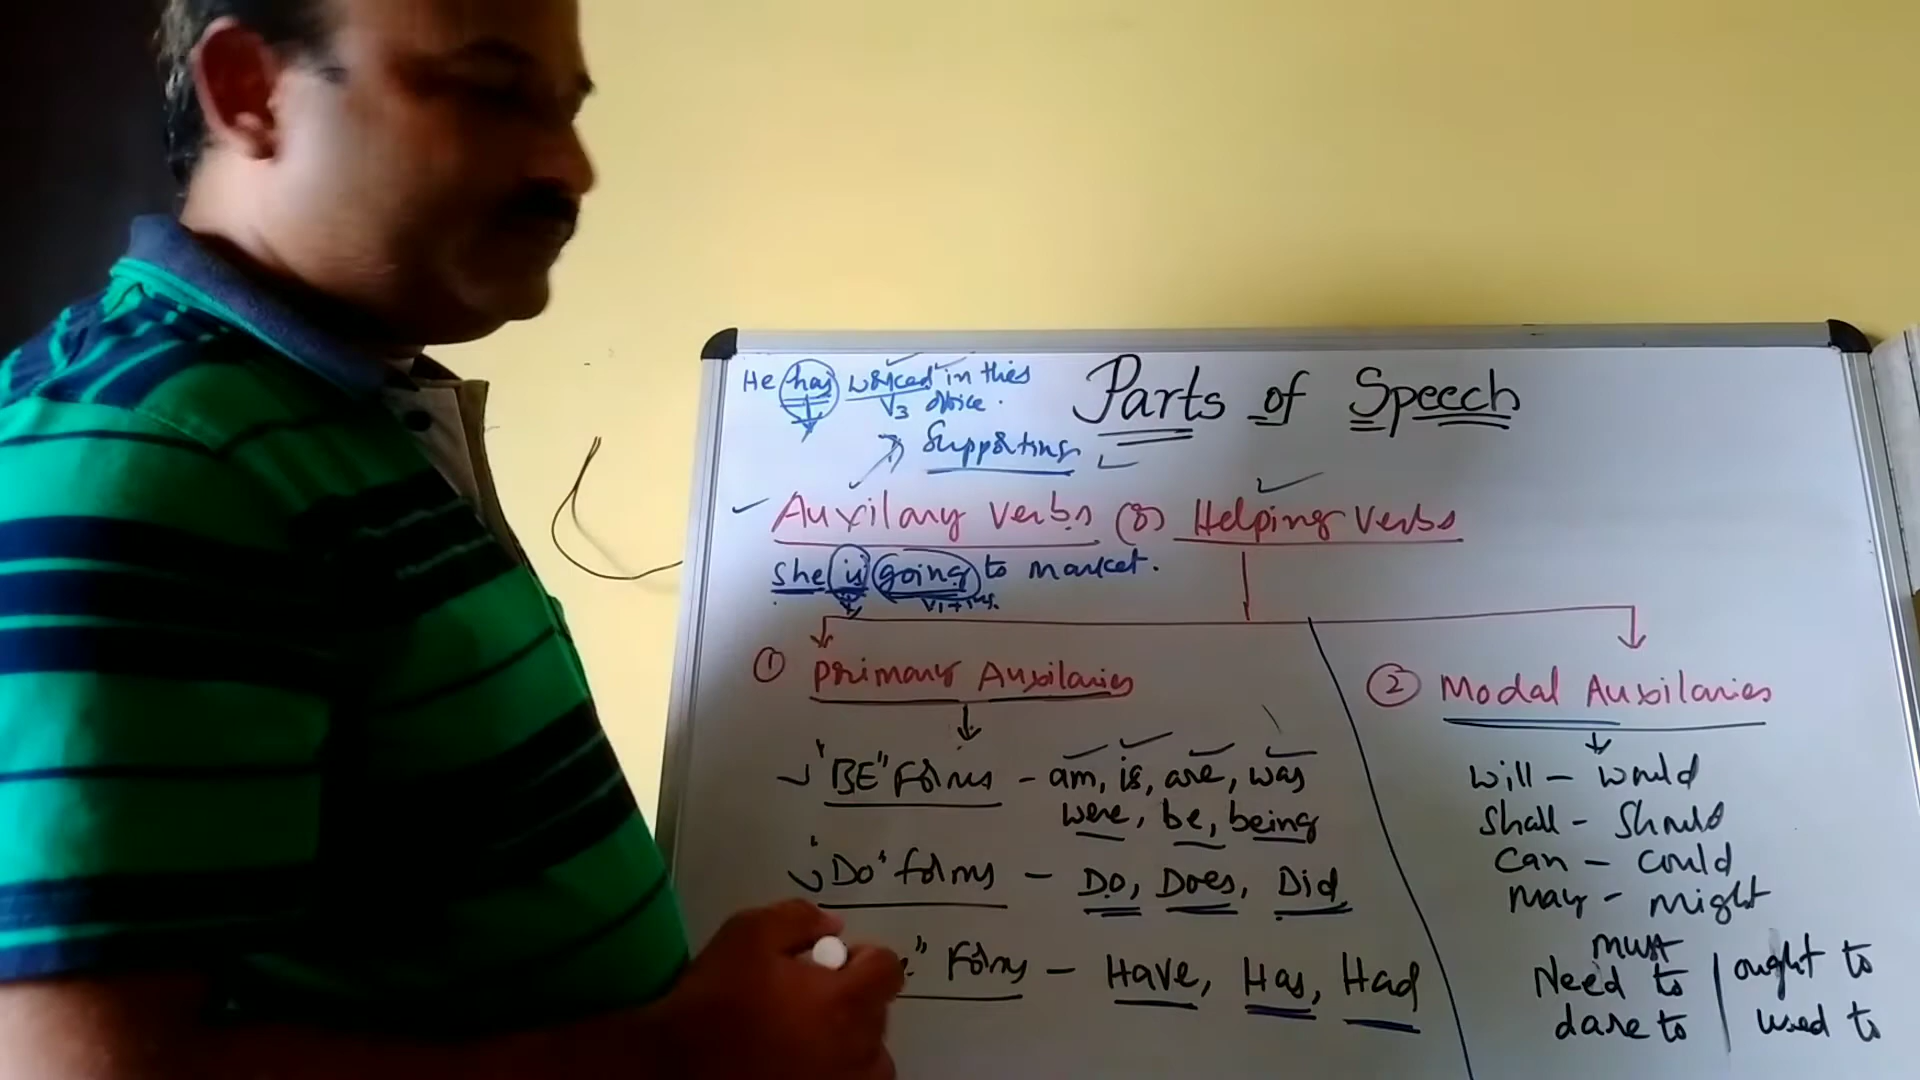 He has worked in this
V3 office.
Parts of Speech
Supporting
Auxilary Verbs (or) Helping Verbs
She is going to market.
V1+ing.
① Primary Auxilaries
② Modal Auxilaries
"BE" Forms - am, is, are, was
were, be, being
"Do" forms - Do, Does, Did
" Forms - Have, Has, Had
will - would
Shall - Should
Can - Could
May - Might
must
Need to | ought to
dare to | used to